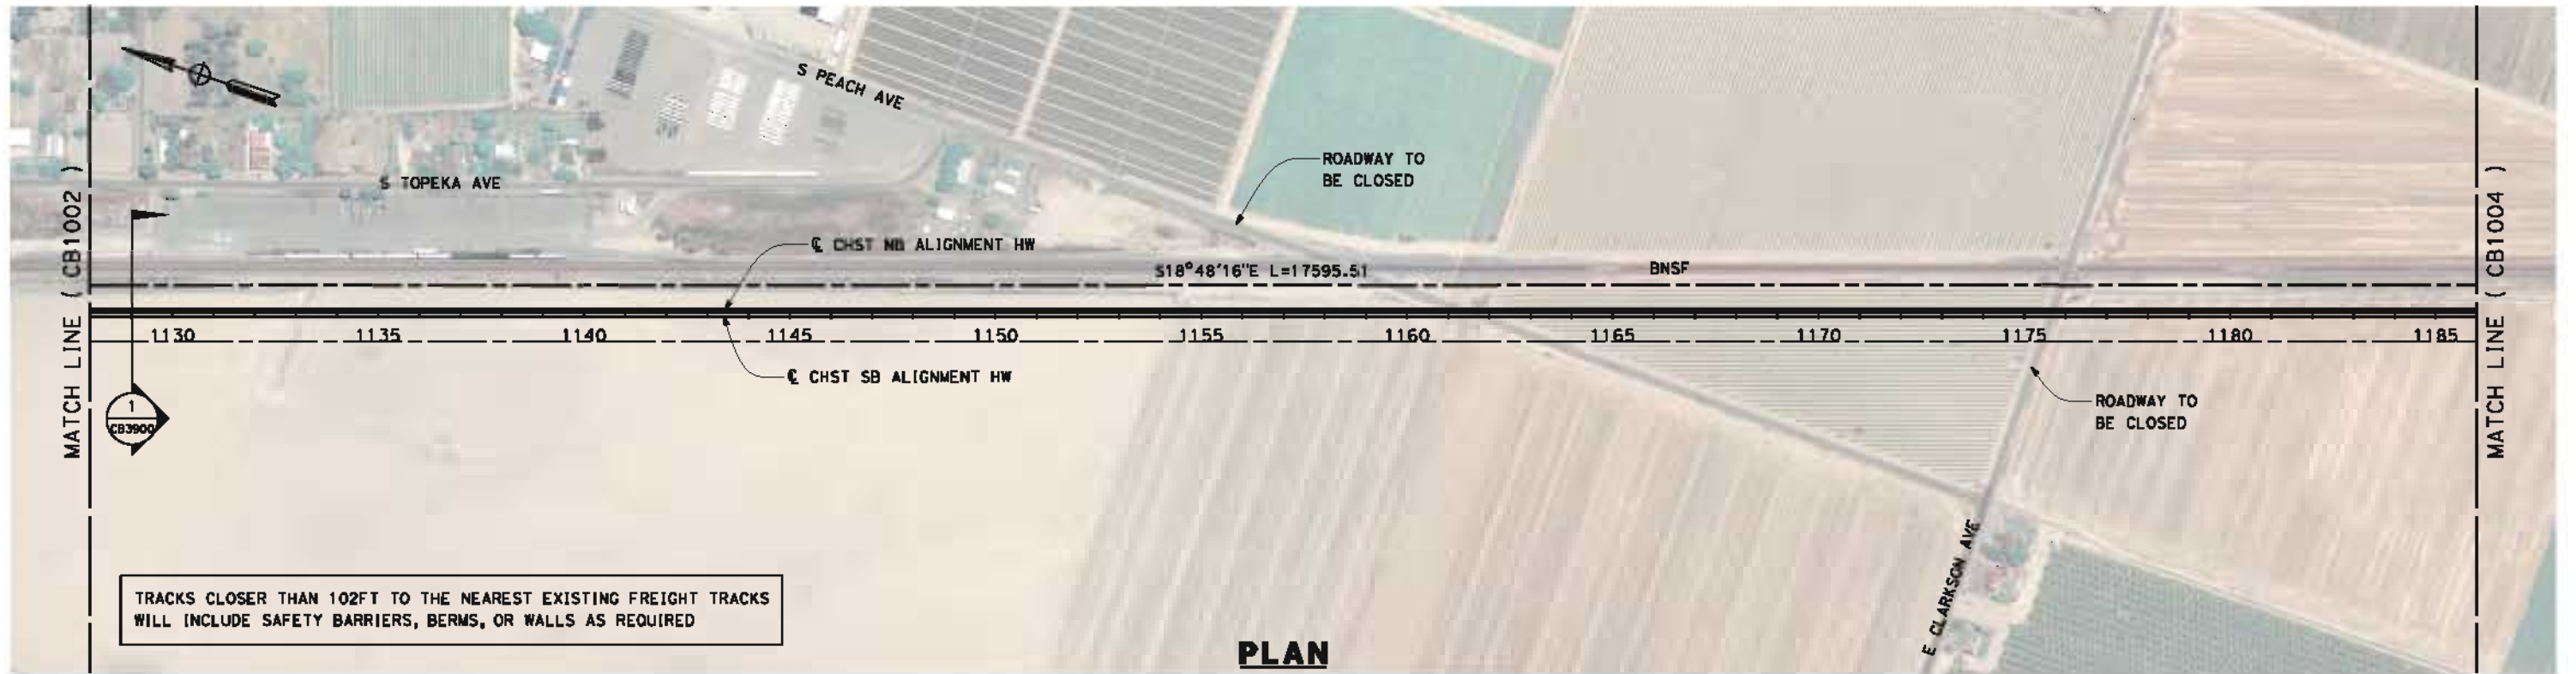 S PEACH AVE
ROADWAY TO
BE CLOSED
S TOPEKA AVE
MATCH LINE ( CB1002 )
℄ CHST NB ALIGNMENT HW
S18°48'16"E L=17595.51
BNSF
MATCH LINE ( CB1004 )
1130 1135 1140 1145 1150 1155 1160 1165 1170 1175 1180 1185
℄ CHST SB ALIGNMENT HW
1
CB3900
ROADWAY TO
BE CLOSED
E CLARKSON AVE
TRACKS CLOSER THAN 102FT TO THE NEAREST EXISTING FREIGHT TRACKS
WILL INCLUDE SAFETY BARRIERS, BERMS, OR WALLS AS REQUIRED
PLAN